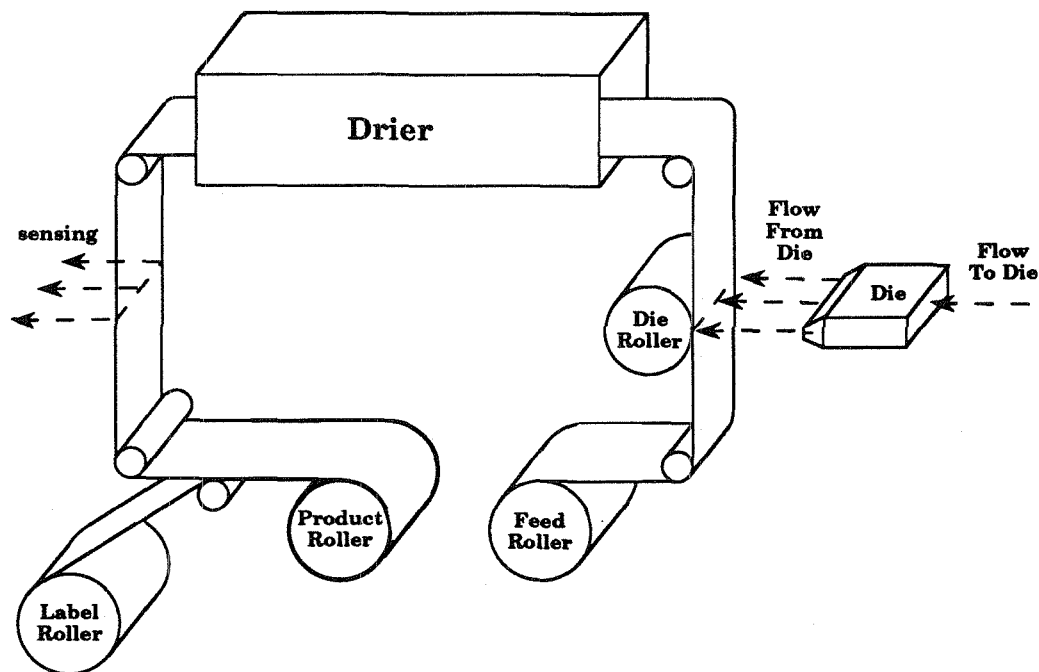 Drier
sensing
Flow
From
Die
Flow
To Die
Die
Die
Roller
Product
Roller
Feed
Roller
Label
Roller